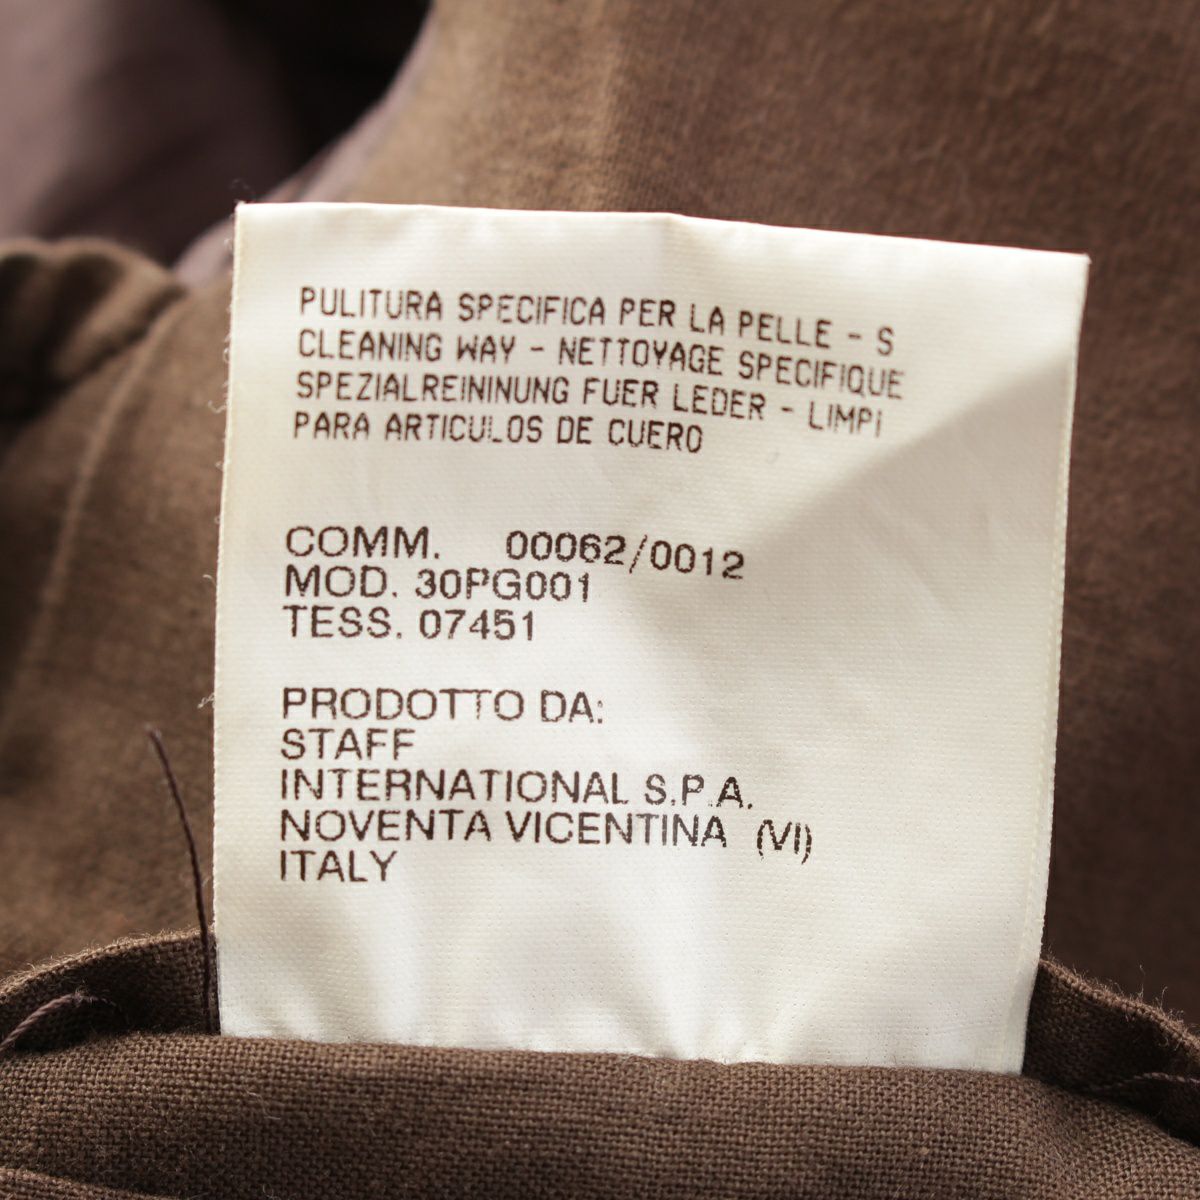 PULITURA SPECIFICA PER LA PELLE - S
CLEANING WAY - NETTOYAGE SPECIFIQUE
SPEZIALREININUNG FUER LEDER - LIMPI
PARA ARTICULOS DE CUERO
COMM. 00062/0012
MOD. 30PG001
TESS. 07451
PRODOTTO DA:
STAFF
INTERNATIONAL S.P.A.
NOVENTA VICENTINA (VI)
ITALY